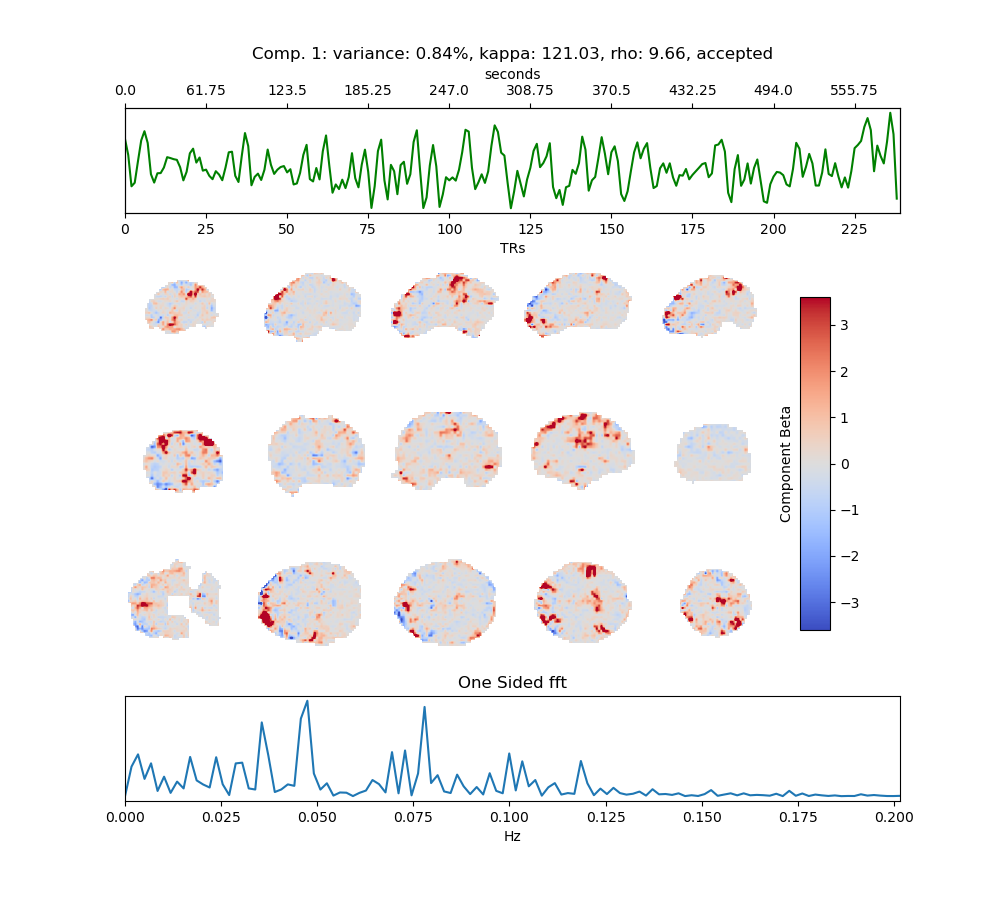 Comp. 1: variance: 0.84%, kappa: 121.03, rho: 9.66, accepted
seconds
0.0 61.75 123.5 185.25 247.0 308.75 370.5 432.25 494.0 555.75
0 25 50 75 100 125 150 175 200 225
TRs
3
2
1
0
−1
−2
−3
Component Beta
One Sided fft
0.000 0.025 0.050 0.075 0.100 0.125 0.150 0.175 0.200
Hz